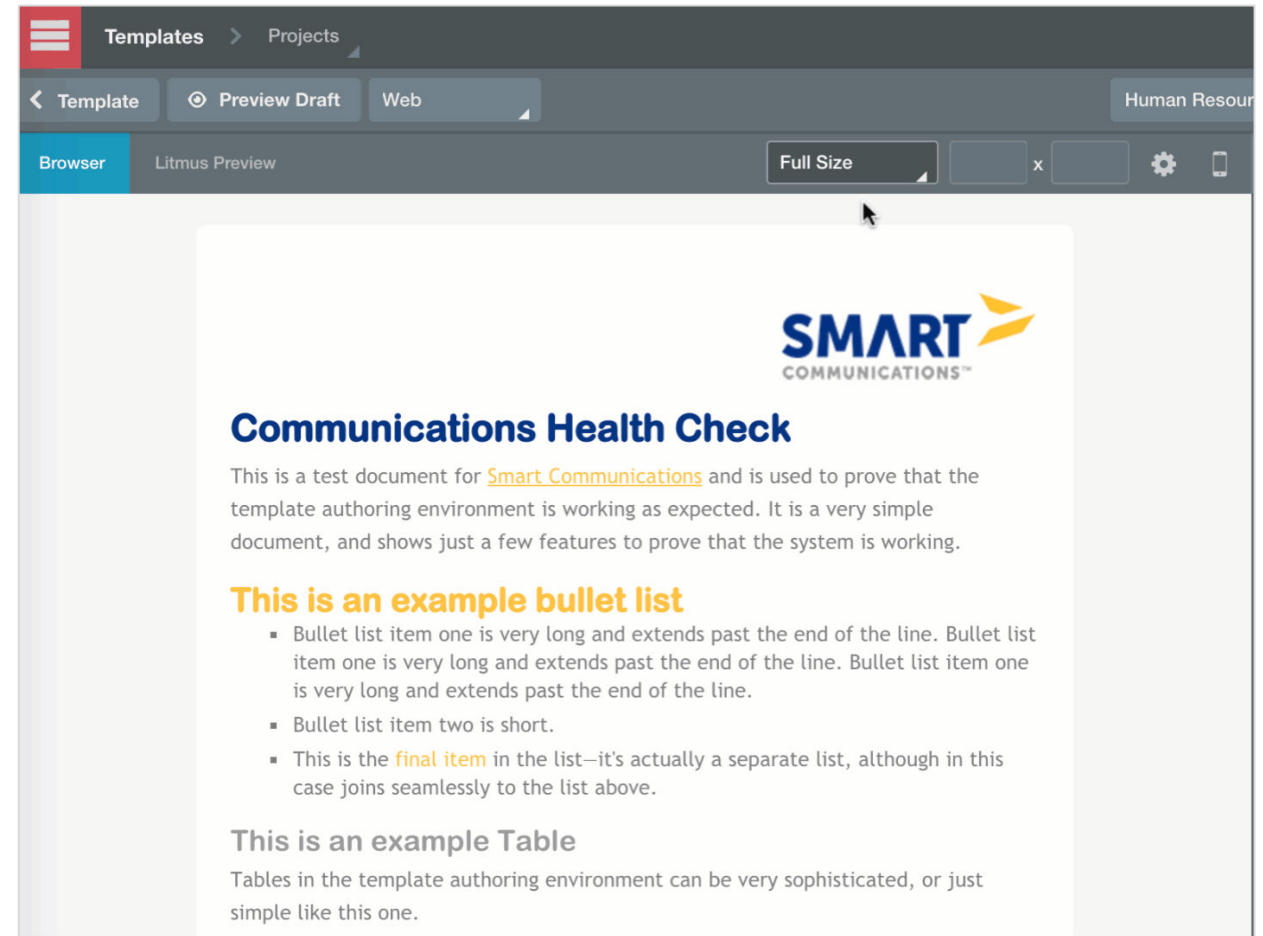 Templates > Projects
Template
Preview Draft
Web
Human Resour
Browser
Litmus Preview
Full Size
x
SMART
COMMUNICATIONS™
Communications Health Check
This is a test document for Smart Communications and is used to prove that the
template authoring environment is working as expected. It is a very simple
document, and shows just a few features to prove that the system is working.
This is an example bullet list
▪ Bullet list item one is very long and extends past the end of the line. Bullet list
item one is very long and extends past the end of the line. Bullet list item one
is very long and extends past the end of the line.
▪ Bullet list item two is short.
▪ This is the final item in the list—it's actually a separate list, although in this
case joins seamlessly to the list above.
This is an example Table
Tables in the template authoring environment can be very sophisticated, or just
simple like this one.